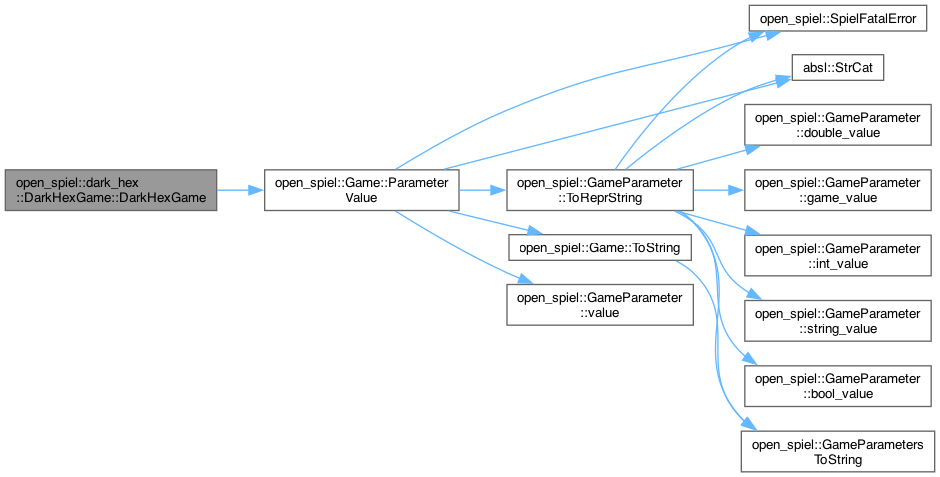 open_spiel::dark_hex
::DarkHexGame::DarkHexGame
open_spiel::Game::Parameter
Value
open_spiel::GameParameter
::ToReprString
open_spiel::Game::ToString
open_spiel::GameParameter
::value
open_spiel::SpielFatalError
absl::StrCat
open_spiel::GameParameter
::double_value
open_spiel::GameParameter
::game_value
open_spiel::GameParameter
::int_value
open_spiel::GameParameter
::string_value
open_spiel::GameParameter
::bool_value
open_spiel::GameParameters
ToString